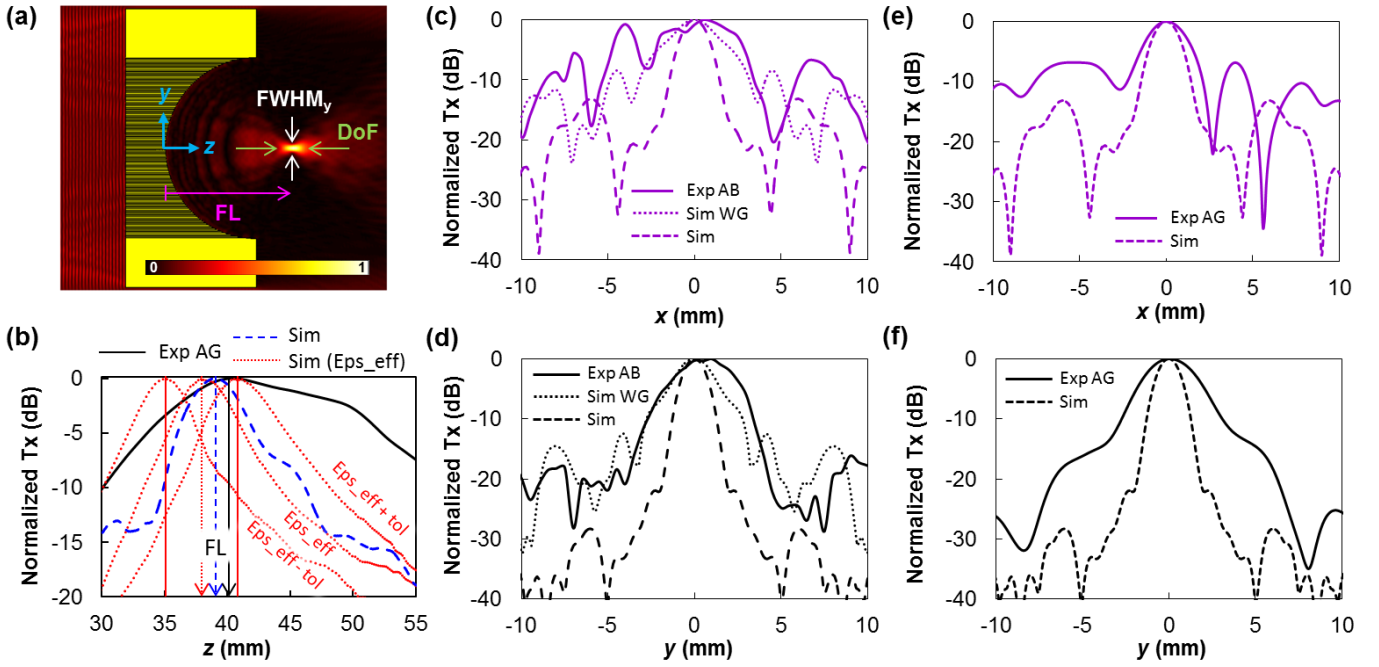 (a)
y
z
FWHMy
DoF
FL
0 1
(b)
Exp AG
Sim
Sim (Eps_eff)
Normalized Tx (dB)
0
-5
-10
-15
-20
Eps_eff + tol
Eps_eff
Eps_eff - tol
FL
30 35 40 45 50 55
z (mm)
(c)
Normalized Tx (dB)
0
-10
-20
-30
-40
Exp AB
Sim WG
Sim
-10 -5 0 5 10
x (mm)
(d)
Normalized Tx (dB)
0
-10
-20
-30
-40
Exp AB
Sim WG
Sim
-10 -5 0 5 10
y (mm)
(e)
Normalized Tx (dB)
0
-10
-20
-30
-40
Exp AG
Sim
-10 -5 0 5 10
x (mm)
(f)
Normalized Tx (dB)
0
-10
-20
-30
-40
Exp AG
Sim
-10 -5 0 5 10
y (mm)